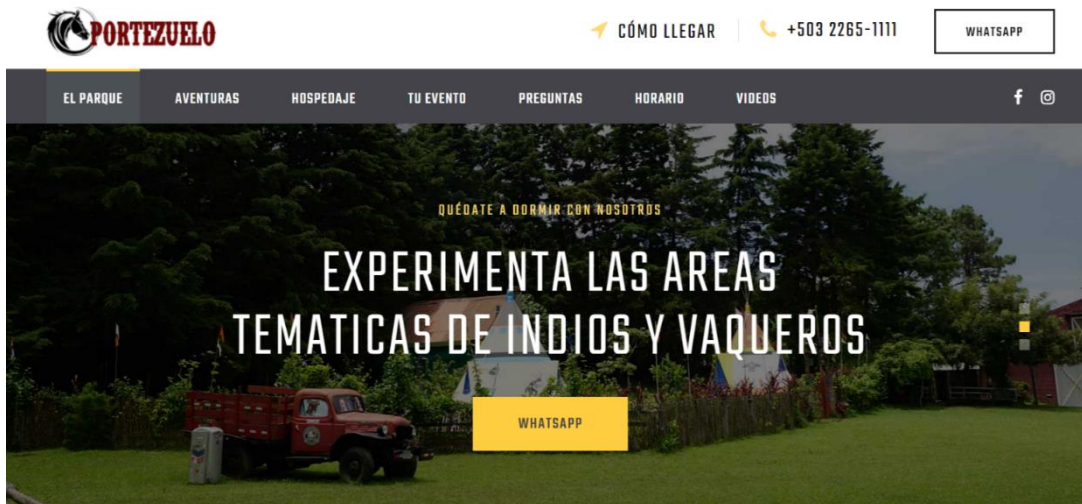 PORTEZUELO
CÓMO LLEGAR
+503 2265-1111
WHATSAPP
EL PARQUE
AVENTURAS
HOSPEDAJE
TU EVENTO
PREGUNTAS
HORARIO
VIDEOS
QUÉDATE A DORMIR CON NOSOTROS
EXPERIMENTA LAS AREAS
TEMATICAS DE INDIOS Y VAQUEROS
WHATSAPP